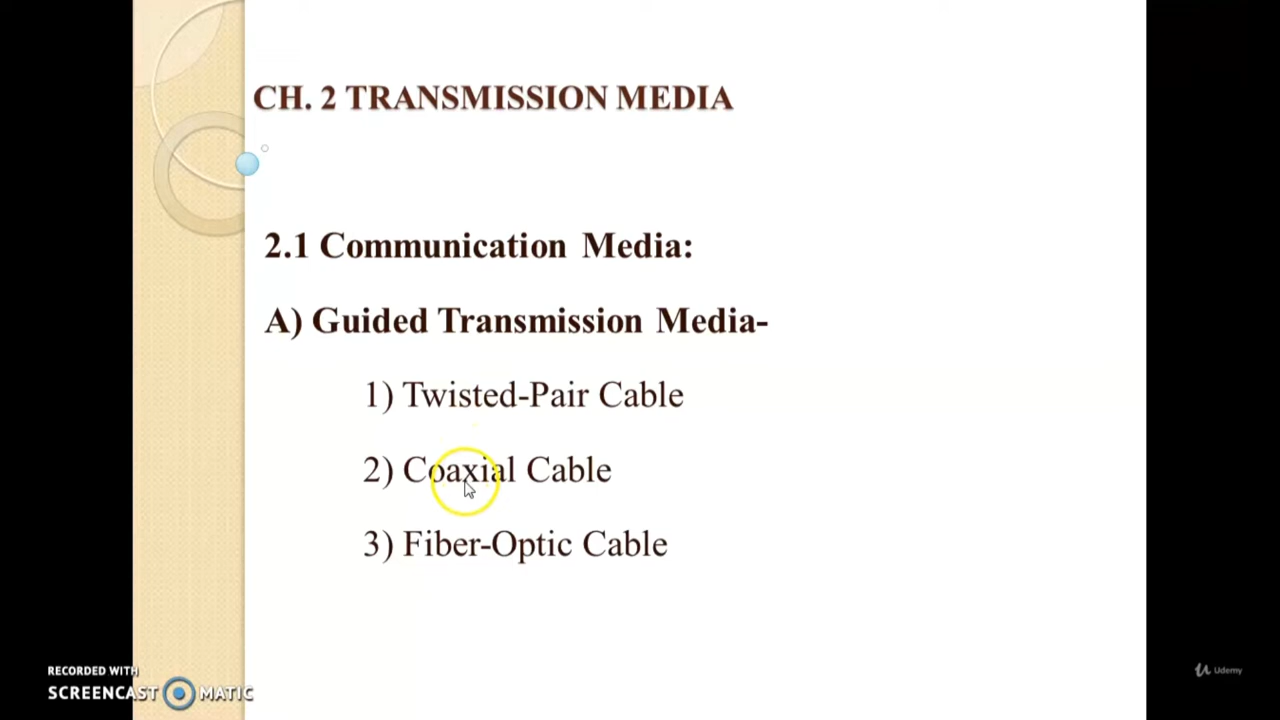 CH. 2 TRANSMISSION MEDIA
2.1 Communication Media:
A) Guided Transmission Media-
1) Twisted-Pair Cable
2) Coaxial Cable
3) Fiber-Optic Cable
RECORDED WITH
SCREENCAST MATIC
Udemy